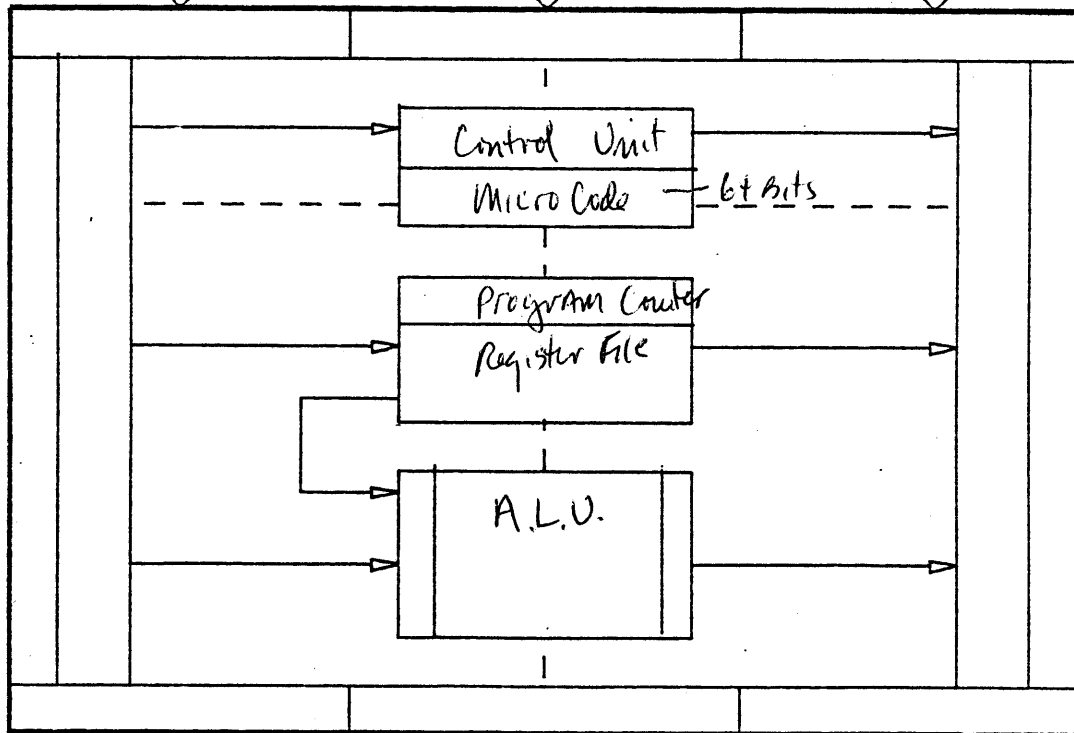 Control Unit
Micro Code
64 Bits
Program Counter
Register File
A.L.U.